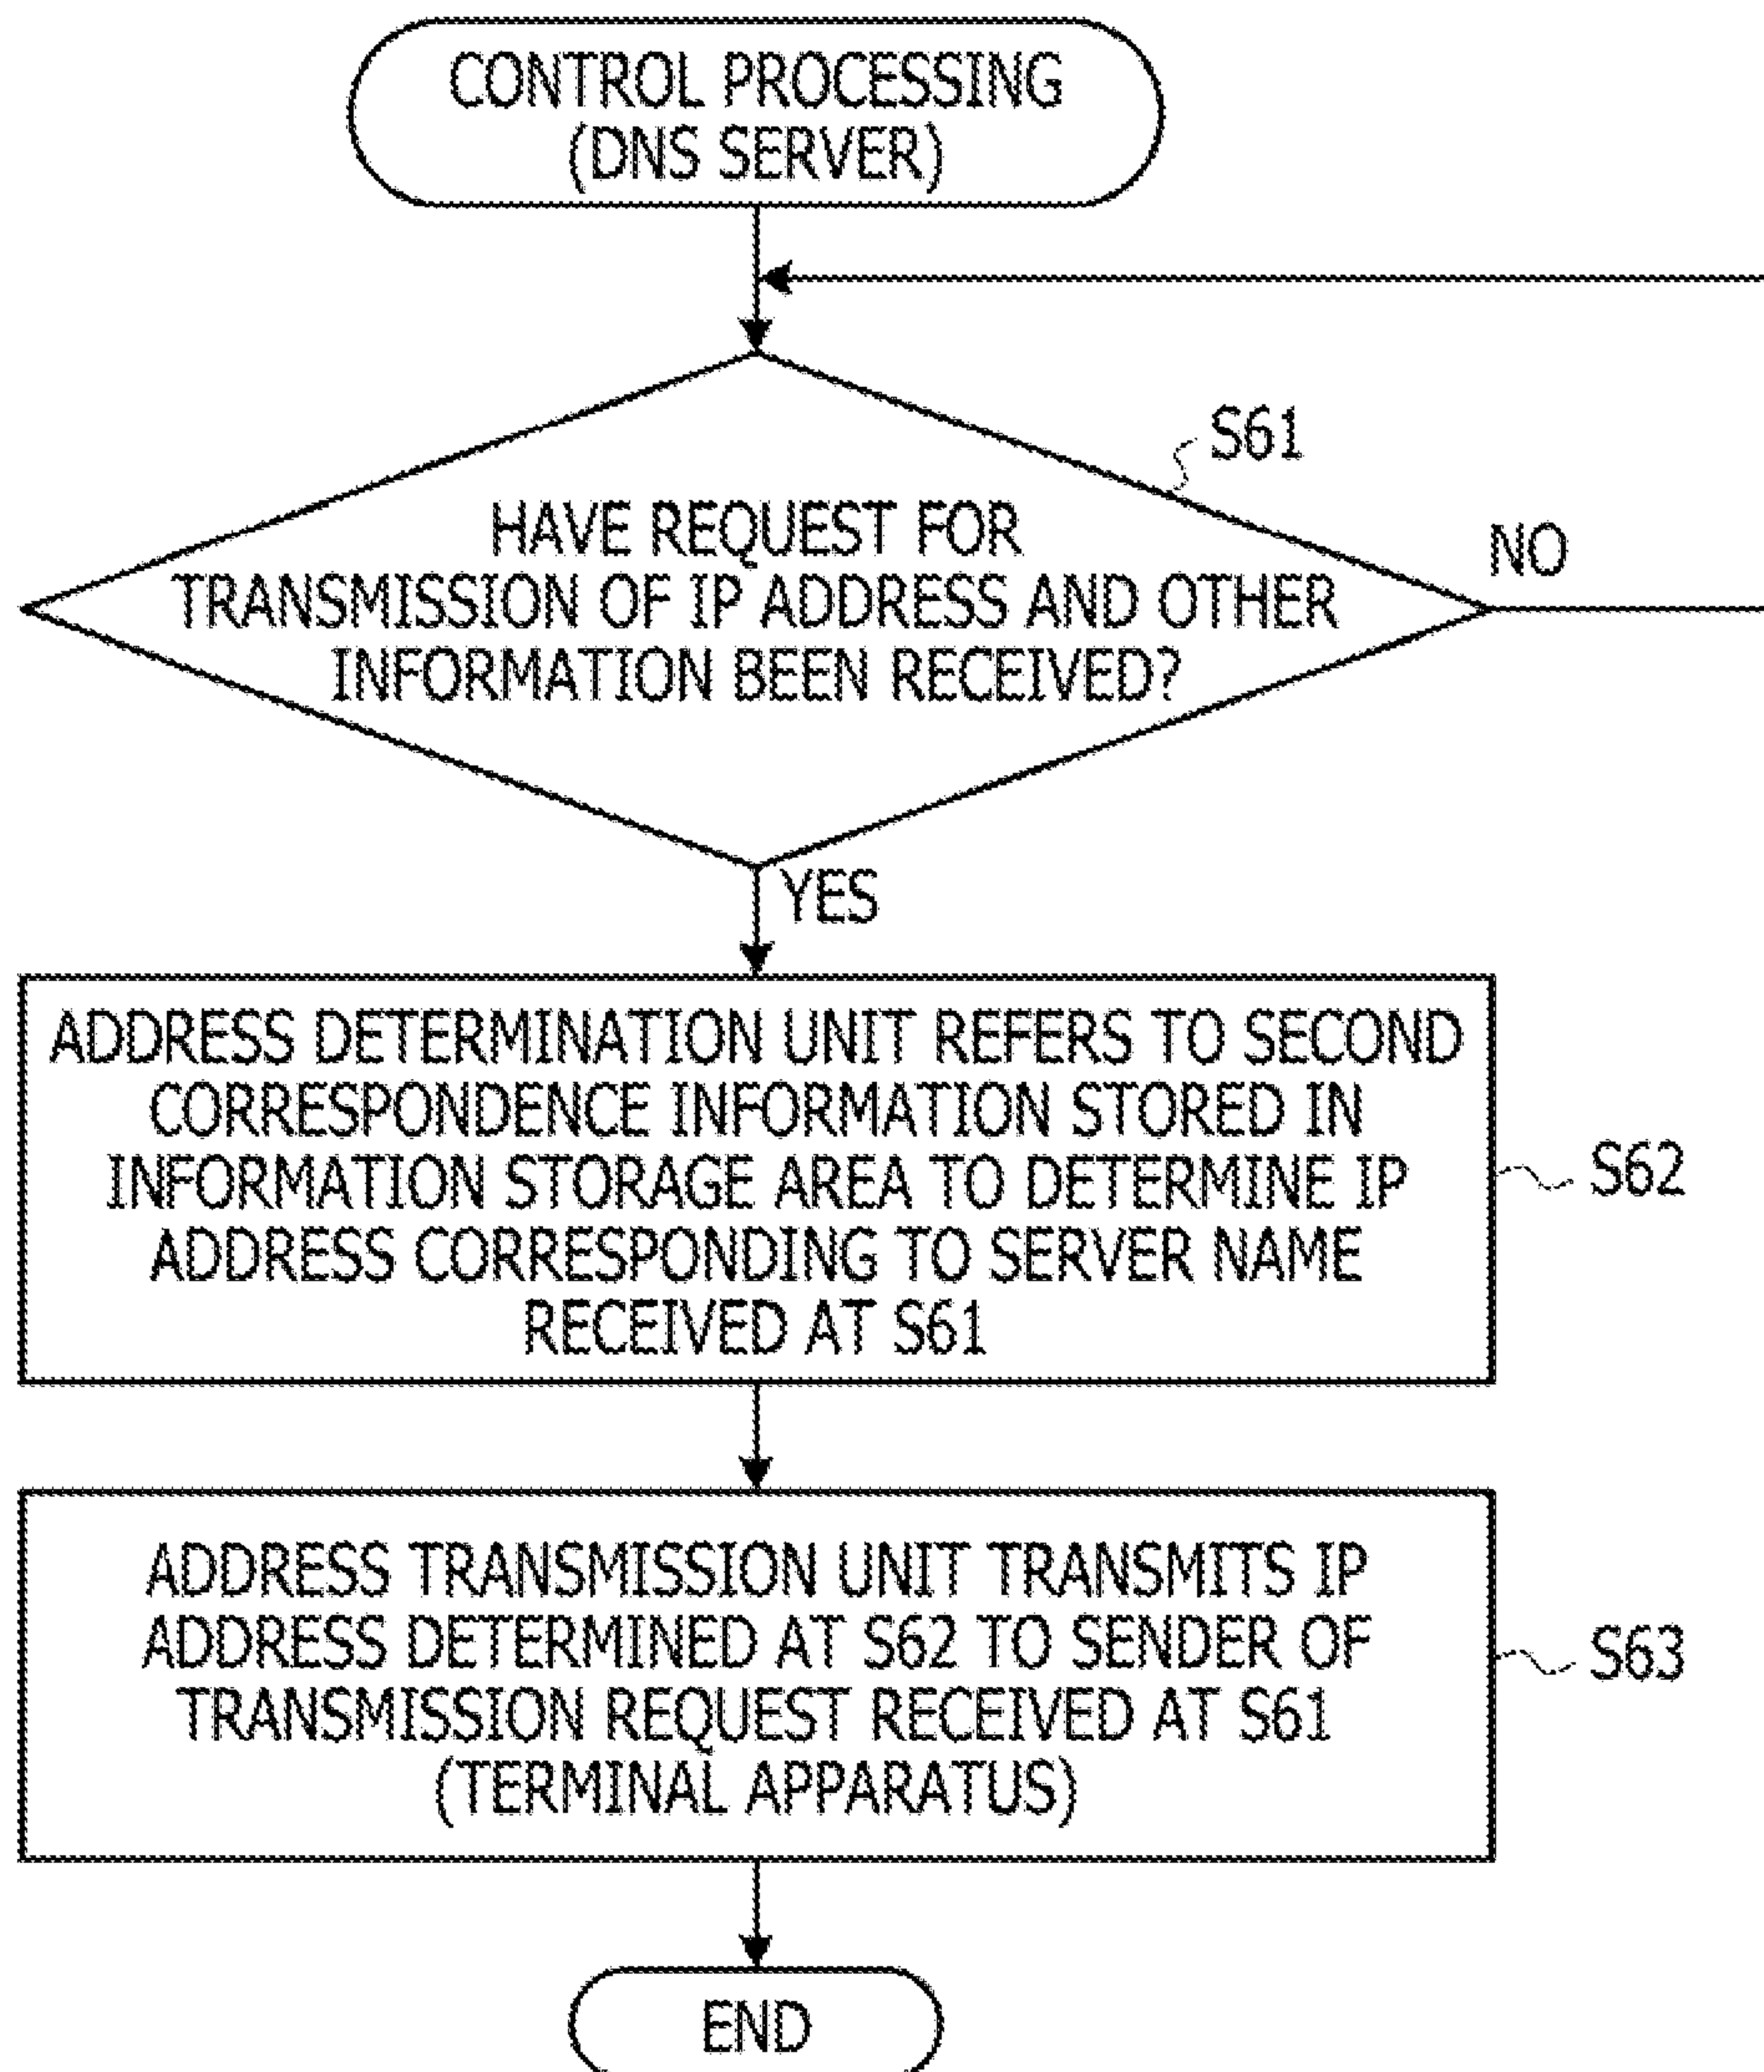 CONTROL PROCESSING
(DNS SERVER)
S61
HAVE REQUEST FOR
TRANSMISSION OF IP ADDRESS AND OTHER
INFORMATION BEEN RECEIVED?
NO
YES
ADDRESS DETERMINATION UNIT REFERS TO SECOND
CORRESPONDENCE INFORMATION STORED IN
INFORMATION STORAGE AREA TO DETERMINE IP
ADDRESS CORRESPONDING TO SERVER NAME
RECEIVED AT S61
S62
ADDRESS TRANSMISSION UNIT TRANSMITS IP
ADDRESS DETERMINED AT S62 TO SENDER OF
TRANSMISSION REQUEST RECEIVED AT S61
(TERMINAL APPARATUS)
S63
END